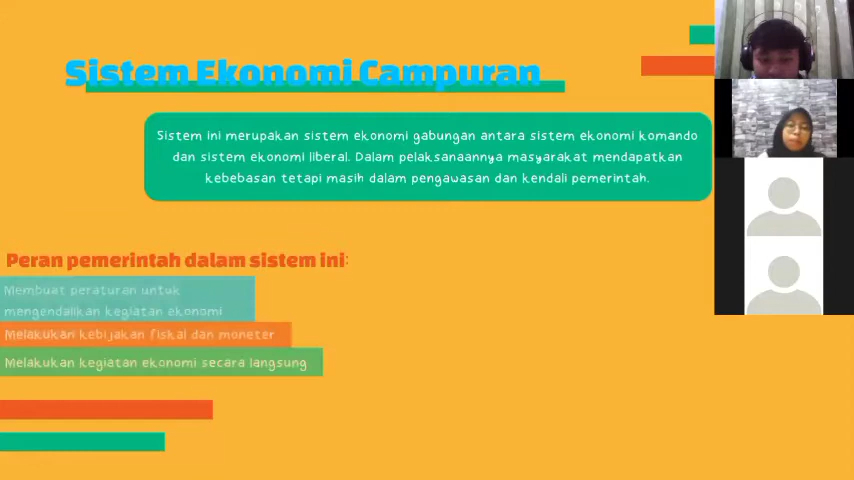 Sistem Ekonomi Campuran
Sistem ini merupakan sistem ekonomi gabungan antara sistem ekonomi komando
dan sistem ekonomi liberal. Dalam pelaksanaannya masyarakat mendapatkan
kebebasan tetapi masih dalam pengawasan dan kendali pemerintah.
Peran pemerintah dalam sistem ini:
Membuat peraturan untuk
mengendalikan kegiatan ekonomi
Melakukan kebijakan fiskal dan moneter
Melakukan kegiatan ekonomi secara langsung